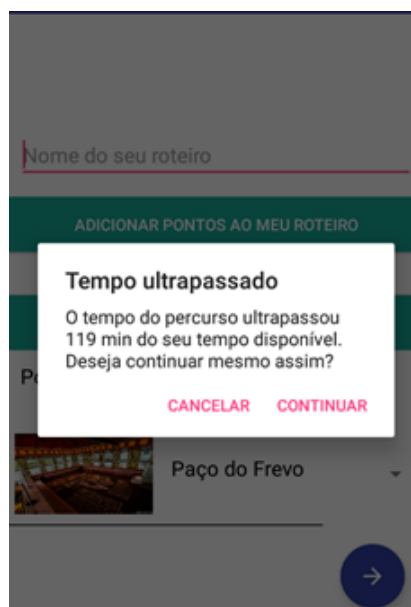 Nome do seu roteiro
ADICIONAR PONTOS AO MEU ROTEIRO
Tempo ultrapassado
O tempo do percurso ultrapassou
119 min do seu tempo disponível.
Deseja continuar mesmo assim?
CANCELAR CONTINUAR
Paço do Frevo